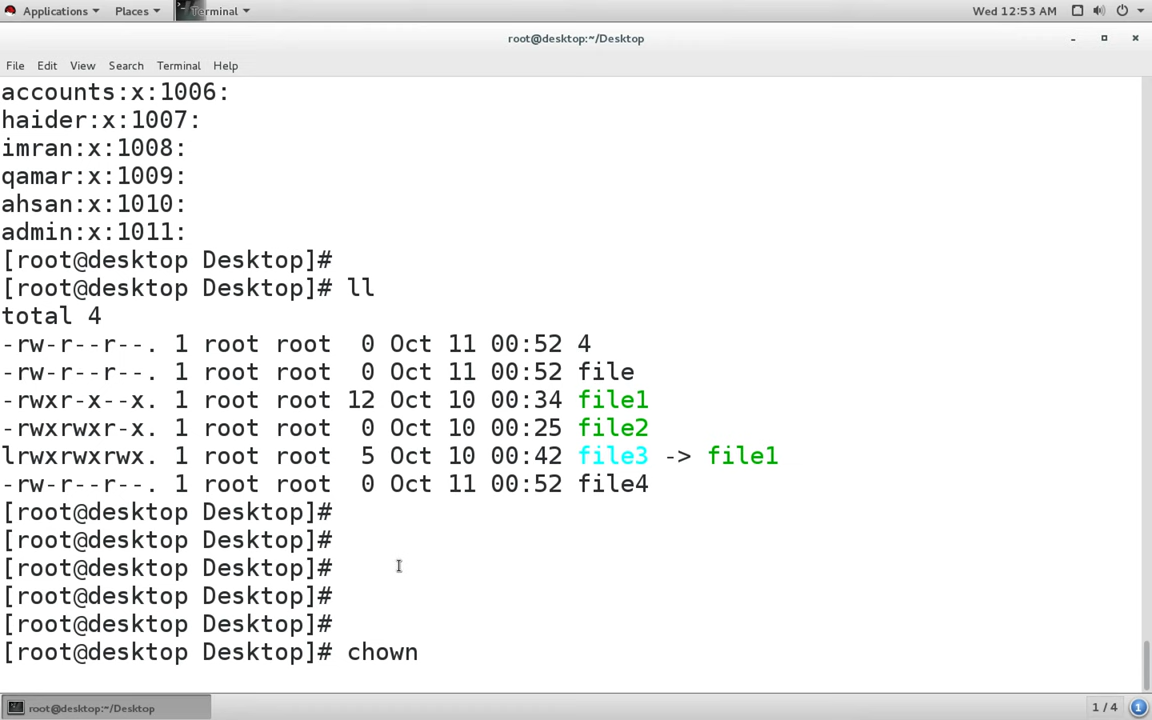 Applications Places Terminal Wed 12:53 AM
root@desktop:~/Desktop
File Edit View Search Terminal Help
accounts:x:1006:
haider:x:1007:
imran:x:1008:
qamar:x:1009:
ahsan:x:1010:
admin:x:1011:
[root@desktop Desktop]#
[root@desktop Desktop]# ll
total 4
-rw-r--r--. 1 root root  0 Oct 11 00:52 4
-rw-r--r--. 1 root root  0 Oct 11 00:52 file
-rwxr-x--x. 1 root root 12 Oct 10 00:34 file1
-rwxrwxr-x. 1 root root  0 Oct 10 00:25 file2
lrwxrwxrwx. 1 root root  5 Oct 10 00:42 file3 -> file1
-rw-r--r--. 1 root root  0 Oct 11 00:52 file4
[root@desktop Desktop]#
[root@desktop Desktop]#
[root@desktop Desktop]#
[root@desktop Desktop]#
[root@desktop Desktop]#
[root@desktop Desktop]# chown
root@desktop:~/Desktop 1 / 4 1